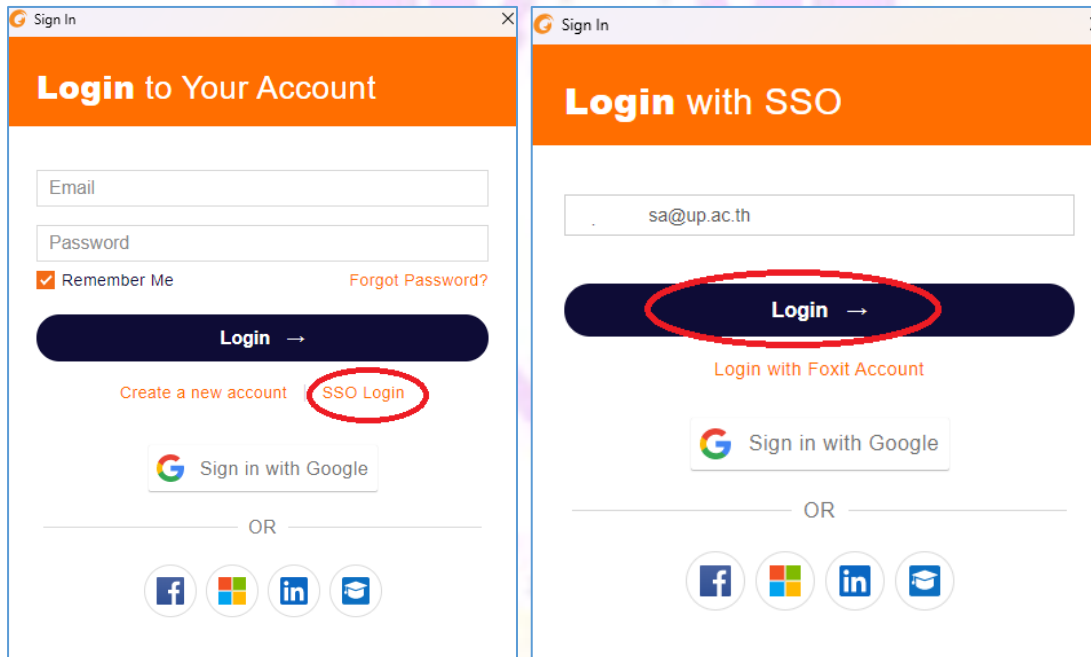 Sign In
Login to Your Account
Email
Password
Remember Me
Forgot Password?
Login →
Create a new account | SSO Login
Sign in with Google
OR
Sign In
Login with SSO
sa@up.ac.th
Login →
Login with Foxit Account
Sign in with Google
OR